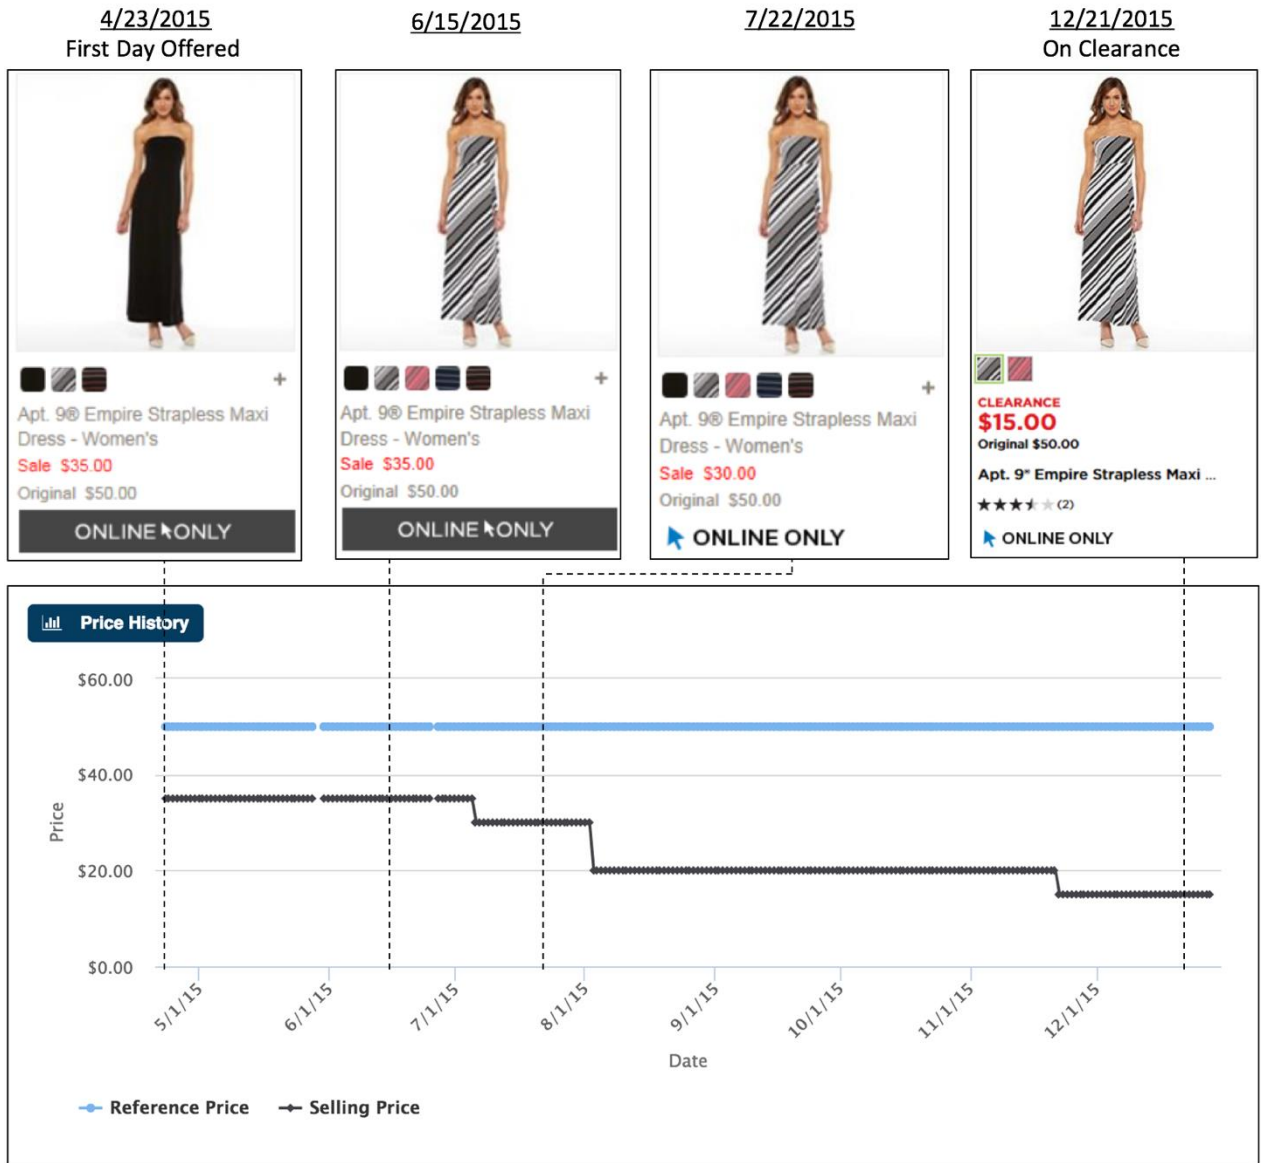 4/23/2015
First Day Offered
6/15/2015
7/22/2015
12/21/2015
On Clearance
Apt. 9® Empire Strapless Maxi
Dress - Women's
Sale $35.00
Original $50.00
ONLINE ONLY
Apt. 9® Empire Strapless Maxi
Dress - Women's
Sale $35.00
Original $50.00
ONLINE ONLY
Apt. 9® Empire Strapless Maxi
Dress - Women's
Sale $30.00
Original $50.00
ONLINE ONLY
CLEARANCE
$15.00
Original $50.00
Apt. 9® Empire Strapless Maxi ...
(2)
ONLINE ONLY
Price History
$60.00
$40.00
$20.00
$0.00
Price
5/1/15
6/1/15
7/1/15
8/1/15
9/1/15
10/1/15
11/1/15
12/1/15
Date
Reference Price
Selling Price